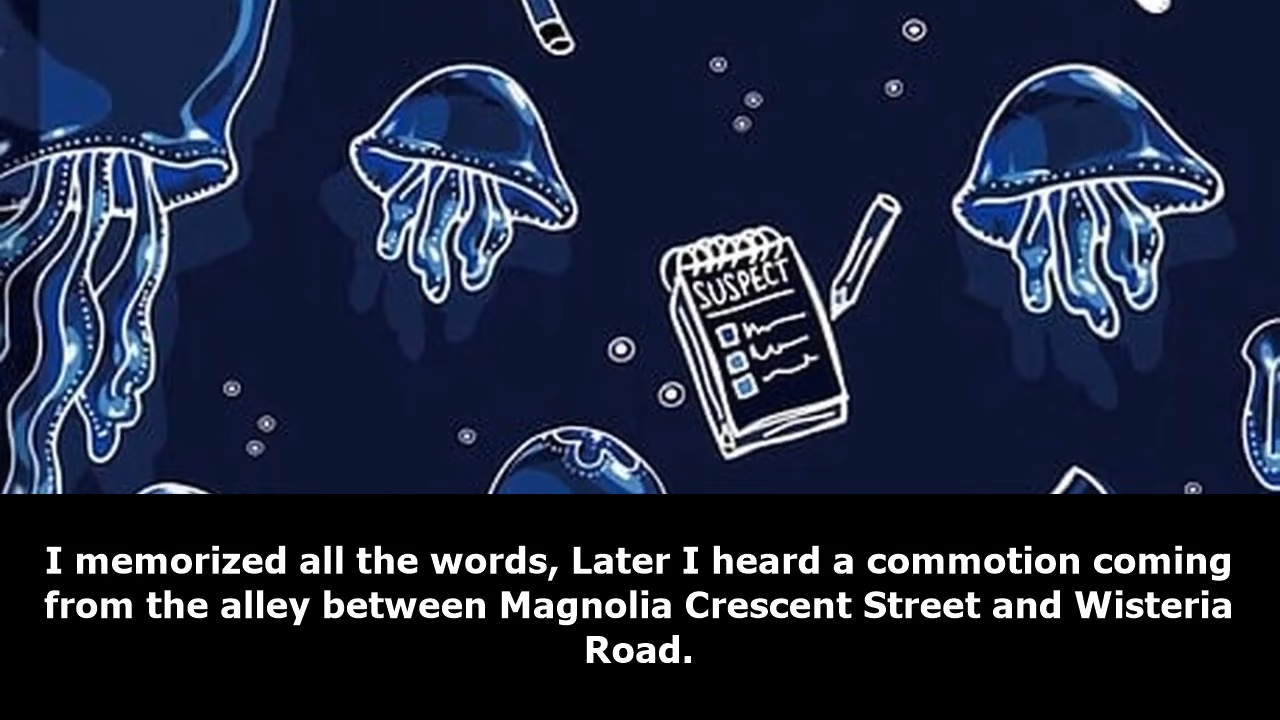 SUSPECT
I memorized all the words, Later I heard a commotion coming
from the alley between Magnolia Crescent Street and Wisteria
Road.